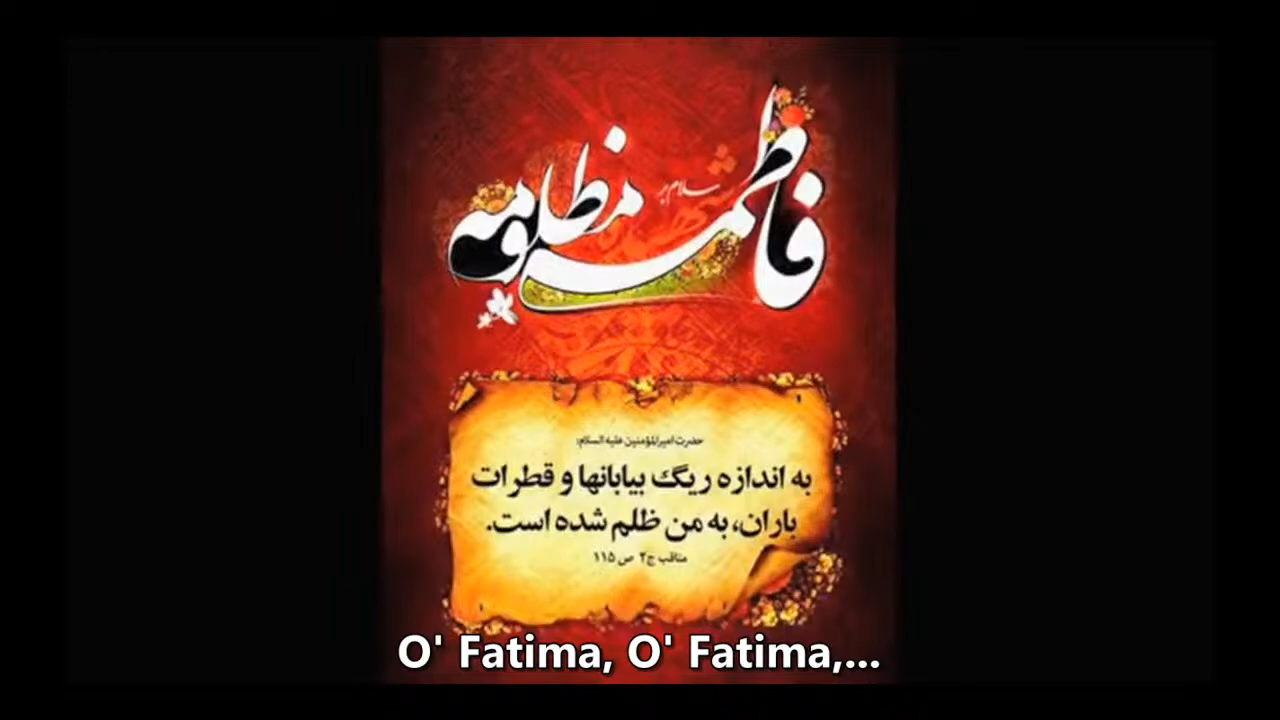 سلام بر
فاطمه مظلومه
حضرت امیرالمؤمنین علیه السلام:
به اندازه ریگ بیابانها و قطرات
باران، به من ظلم شده است.
مناقب ج۲ ص ۱۱۵
O' Fatima, O' Fatima,...